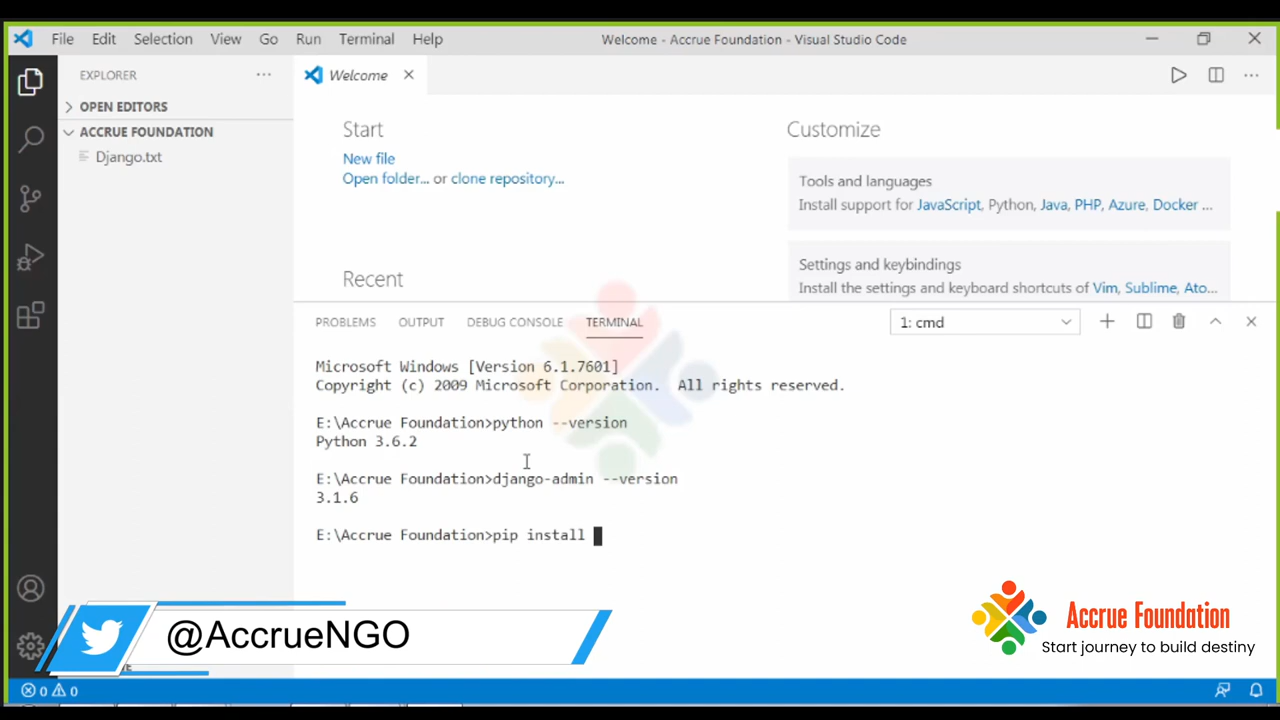 File Edit Selection View Go Run Terminal Help
Welcome - Accrue Foundation - Visual Studio Code
EXPLORER
OPEN EDITORS
ACCRUE FOUNDATION
Django.txt
Welcome
Start
New file
Open folder... or clone repository...
Recent
Customize
Tools and languages
Install support for JavaScript, Python, Java, PHP, Azure, Docker ...
Settings and keybindings
Install the settings and keyboard shortcuts of Vim, Sublime, Ato...
PROBLEMS OUTPUT DEBUG CONSOLE TERMINAL
1: cmd
Microsoft Windows [Version 6.1.7601]
Copyright (c) 2009 Microsoft Corporation. All rights reserved.
E:\Accrue Foundation>python --version
Python 3.6.2
E:\Accrue Foundation>django-admin --version
3.1.6
E:\Accrue Foundation>pip install
@AccrueNGO
Accrue Foundation
Start journey to build destiny
0 0